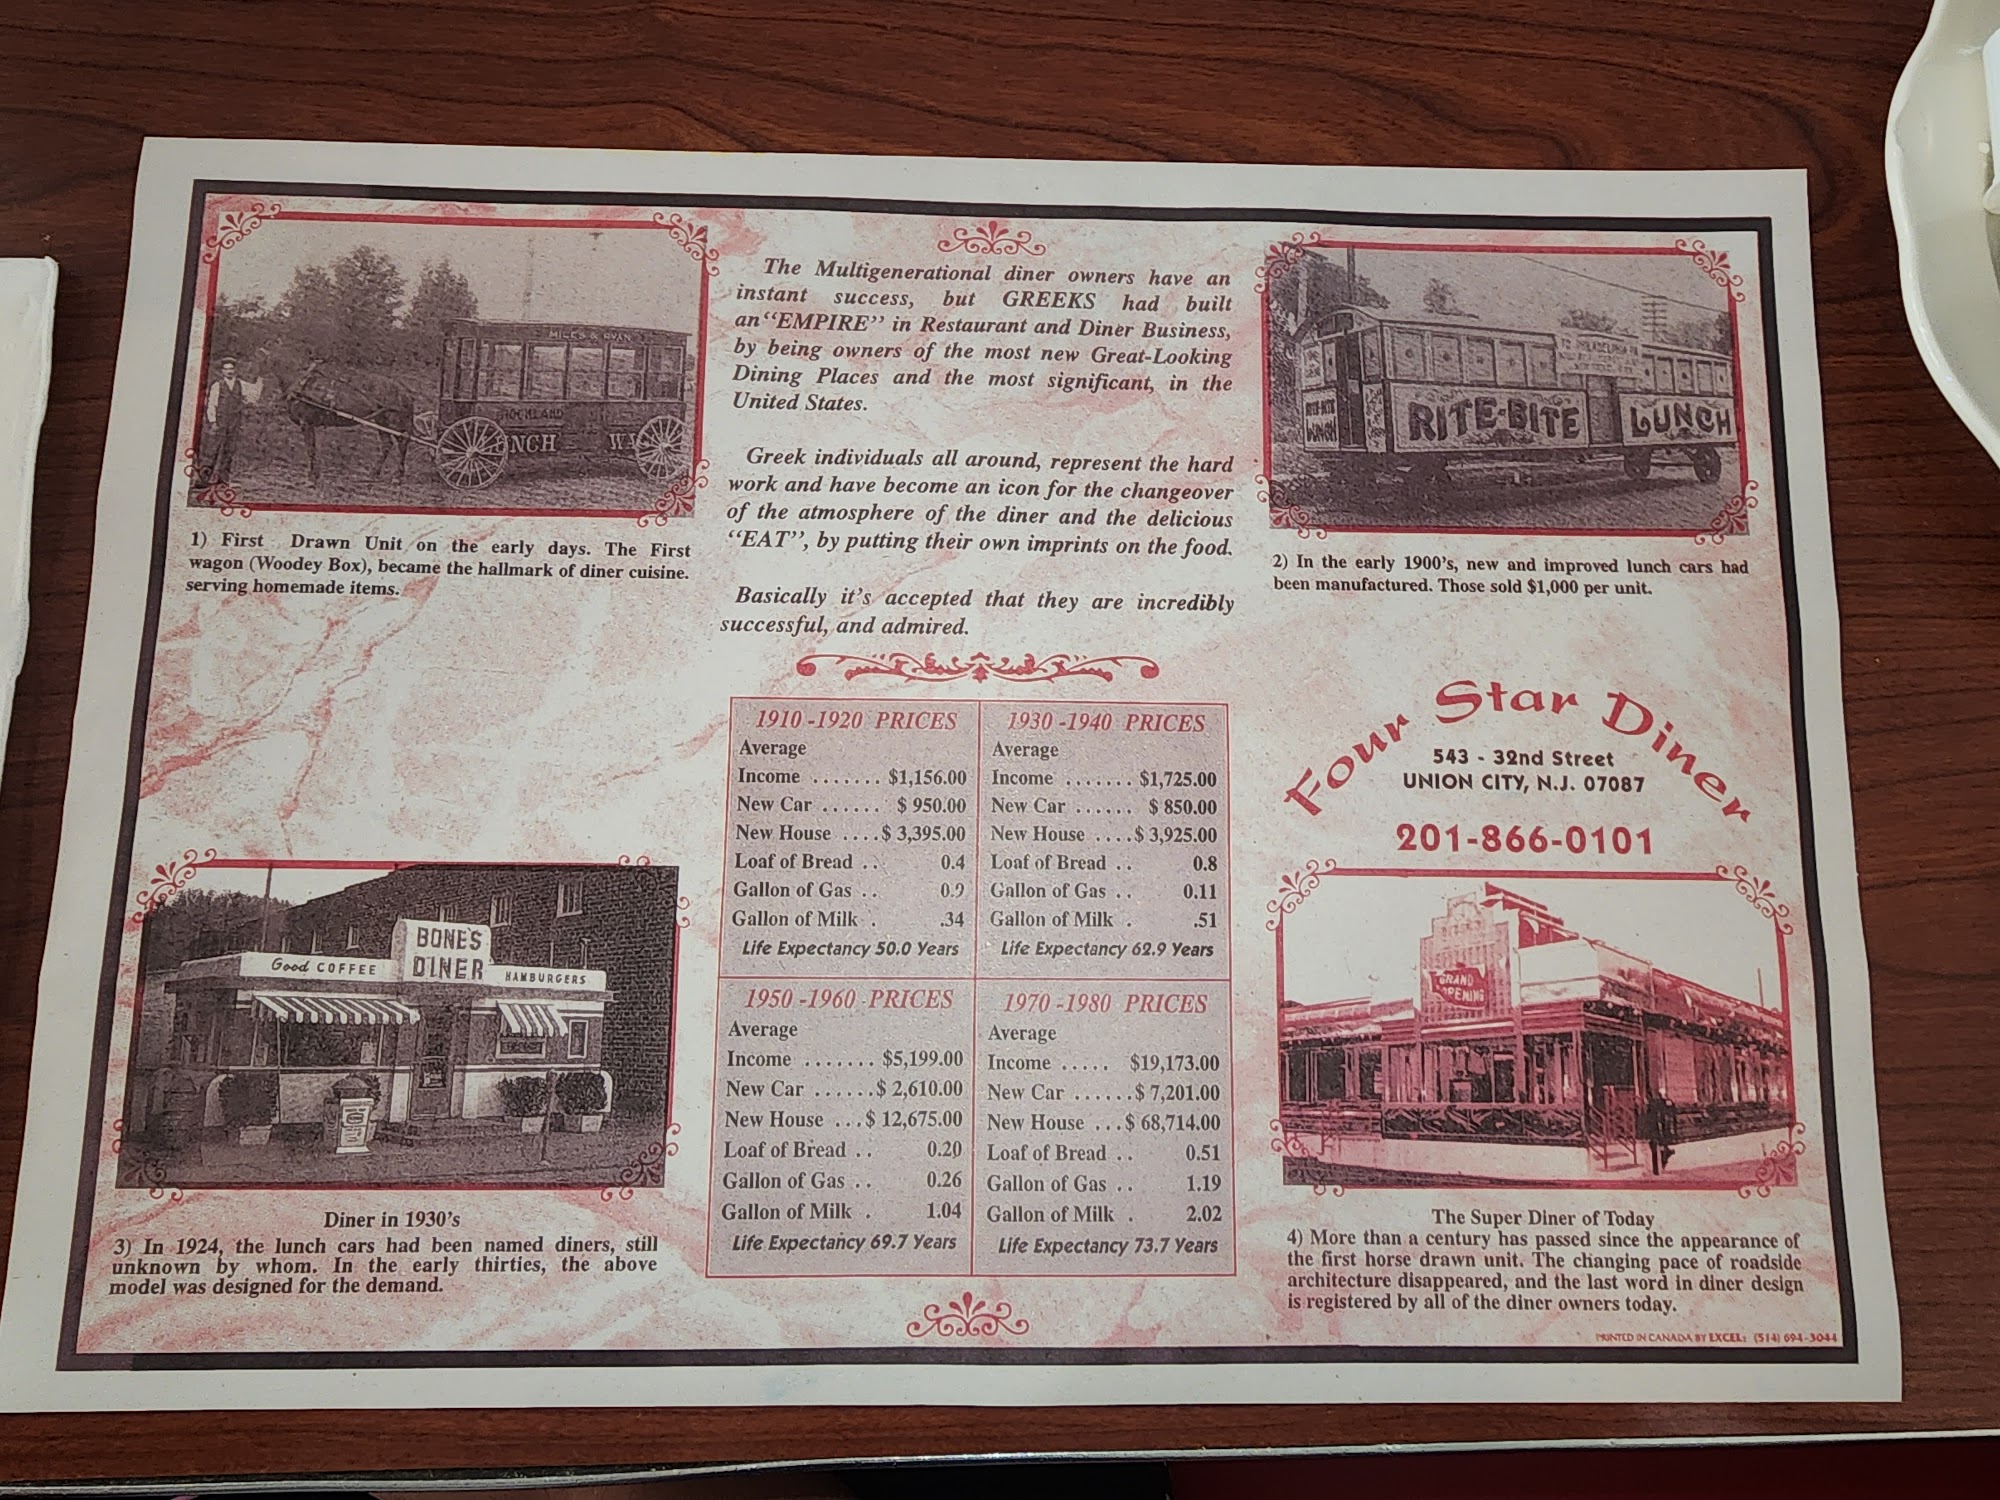 The Multigenerational diner owners have an
instant success, but GREEKS had built
an“EMPIRE” in Restaurant and Diner Business,
by being owners of the most new Great-Looking
Dining Places and the most significant, in the
United States.
Greek individuals all around, represent the hard
work and have become an icon for the changeover
of the atmosphere of the diner and the delicious
“EAT”, by putting their own imprints on the food.
Basically it’s accepted that they are incredibly
successful, and admired.
ROCKLAND
NCH W
1) First Drawn Unit on the early days. The First
wagon (Woodey Box), became the hallmark of diner cuisine.
serving homemade items.
RITE-BITE LUNCH
RITE-BITE
LUNCH
2) In the early 1900’s, new and improved lunch cars had
been manufactured. Those sold $1,000 per unit.
Four Star Diner
543 - 32nd Street
UNION CITY, N.J. 07087
201-866-0101
1910 -1920 PRICES
Average
Income ....... $1,156.00
New Car ...... $ 950.00
New House ....$ 3,395.00
Loaf of Bread .. 0.4
Gallon of Gas .. 0.9
Gallon of Milk . .34
Life Expectancy 50.0 Years
1930 -1940 PRICES
Average
Income ....... $1,725.00
New Car ...... $ 850.00
New House ....$ 3,925.00
Loaf of Bread .. 0.8
Gallon of Gas .. 0.11
Gallon of Milk . .51
Life Expectancy 62.9 Years
1950 -1960 PRICES
Average
Income ....... $5,199.00
New Car ......$ 2,610.00
New House ...$ 12,675.00
Loaf of Bread .. 0.20
Gallon of Gas .. 0.26
Gallon of Milk . 1.04
Life Expectancy 69.7 Years
1970 -1980 PRICES
Average
Income ..... $19,173.00
New Car ......$ 7,201.00
New House ...$ 68,714.00
Loaf of Bread .. 0.51
Gallon of Gas .. 1.19
Gallon of Milk . 2.02
Life Expectancy 73.7 Years
BONE'S
DINER
Good COFFEE
HAMBURGERS
Diner in 1930’s
3) In 1924, the lunch cars had been named diners, still
unknown by whom. In the early thirties, the above
model was designed for the demand.
GRAND
OPENING
The Super Diner of Today
4) More than a century has passed since the appearance of
the first horse drawn unit. The changing pace of roadside
architecture disappeared, and the last word in diner design
is registered by all of the diner owners today.
PRINTED IN CANADA BY EXCEL: (514) 694-3044